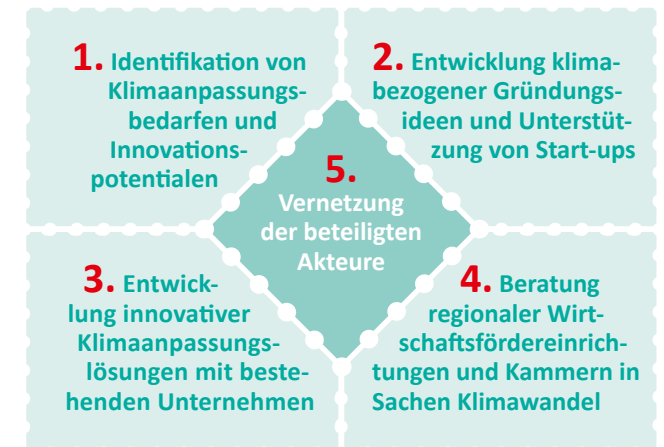 1. Identifikation von
Klimaanpassungs-
bedarfen und
Innovations-
potentialen
2. Entwicklung klima-
bezogener Gründungs-
ideen und Unterstüt-
zung von Start-ups
5.
Vernetzung
der beteiligten
Akteure
3. Entwick-
lung innovativer
Klimaanpassungs-
lösungen mit beste-
henden Unternehmen
4. Beratung
regionaler Wirt-
schaftsfördereinrich-
tungen und Kammern in
Sachen Klimawandel